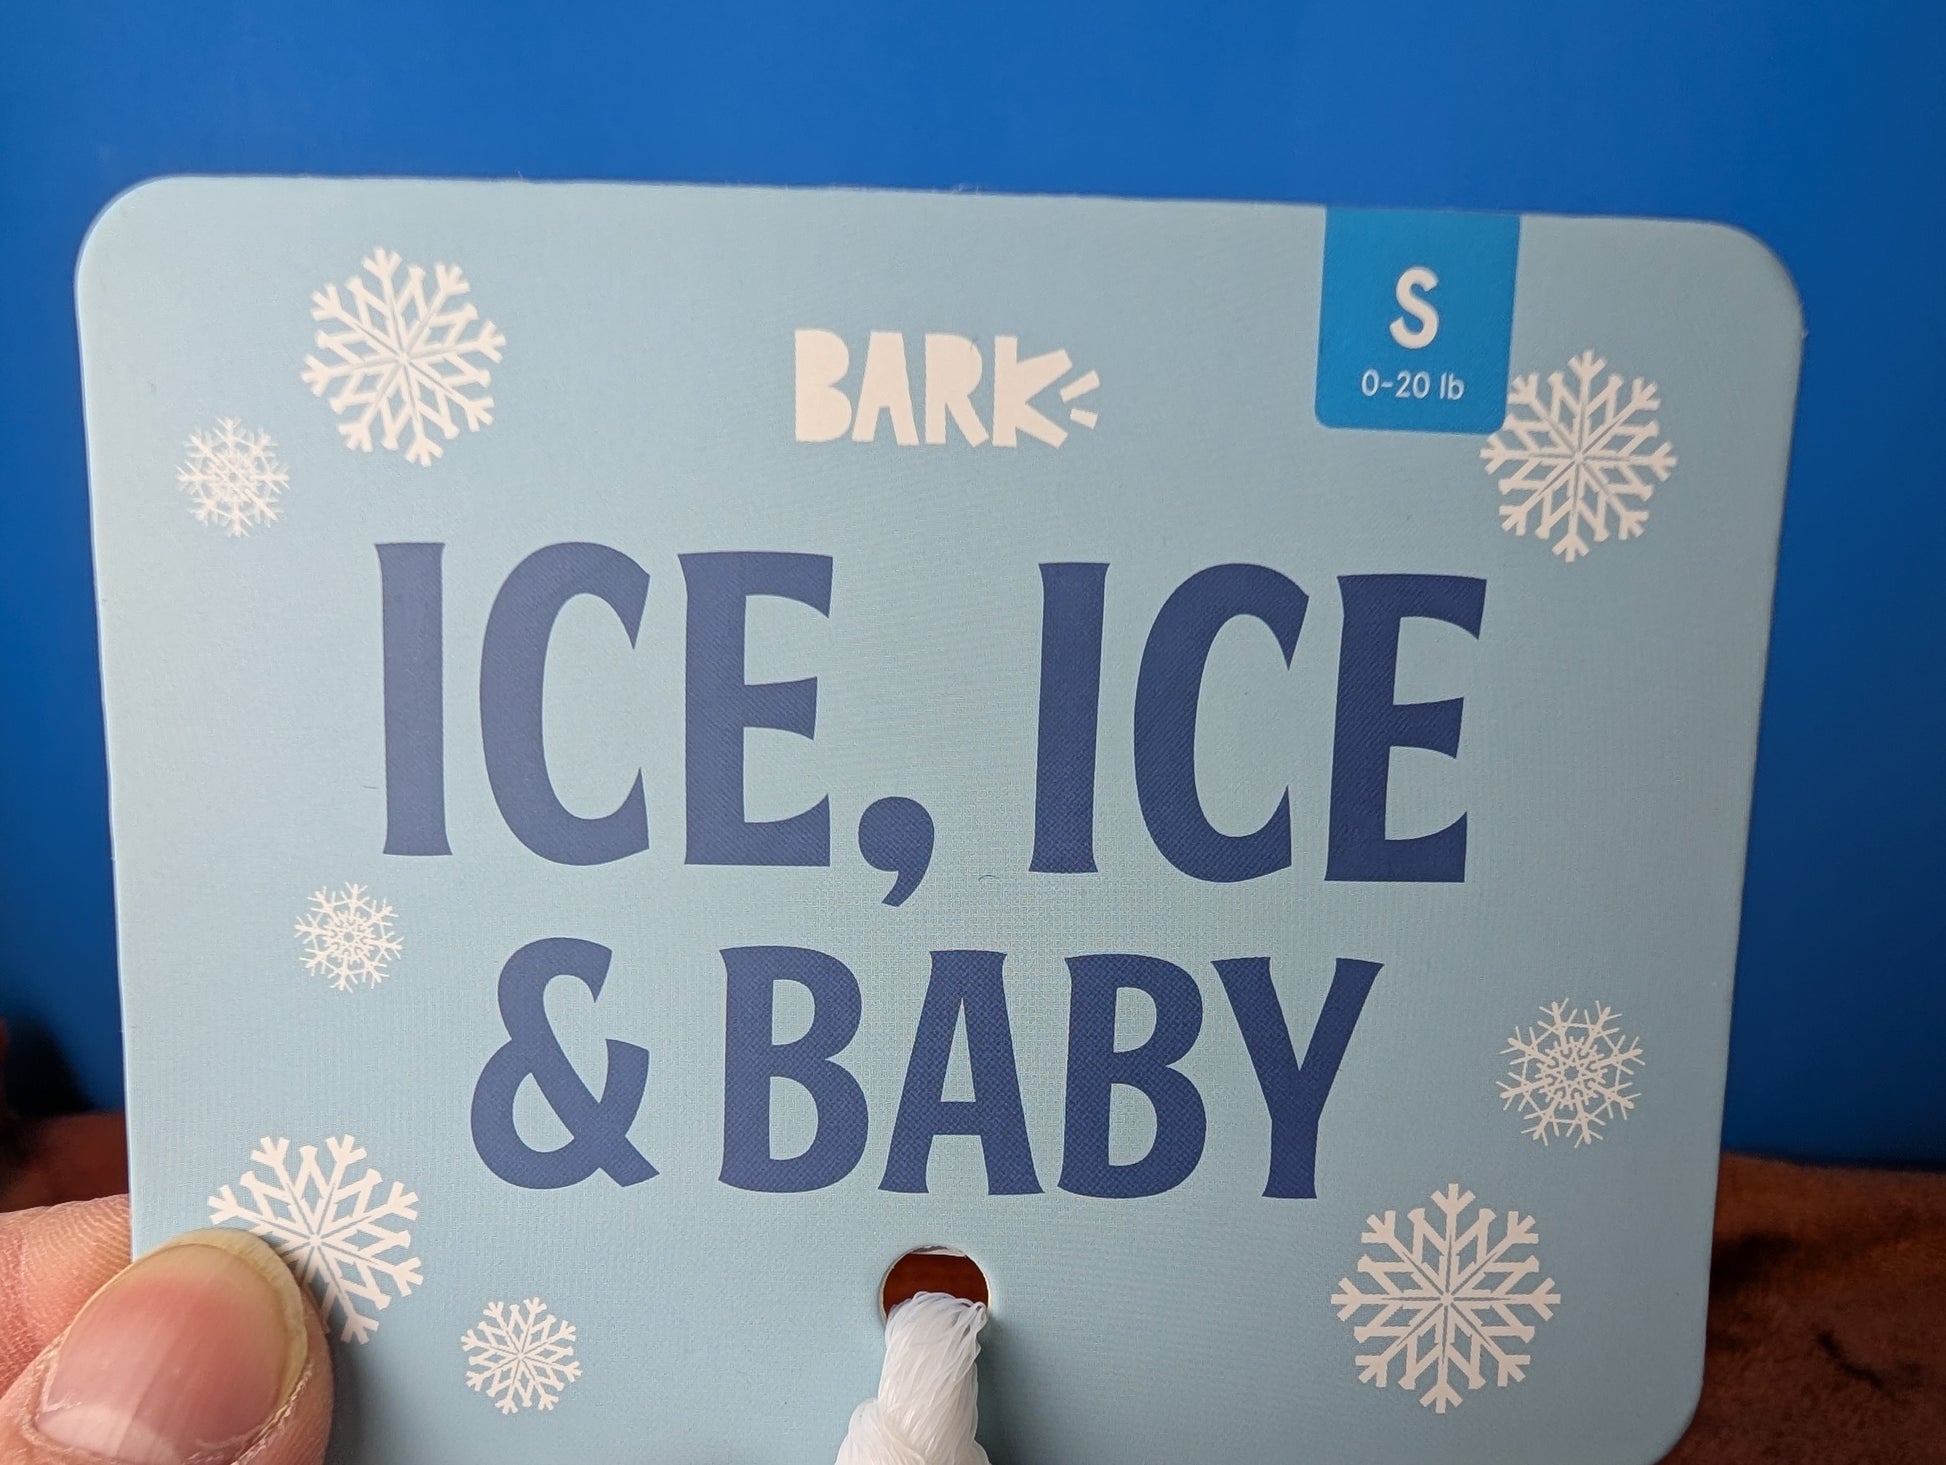 S
0-20 lb
BARK
ICE, ICE
& BABY